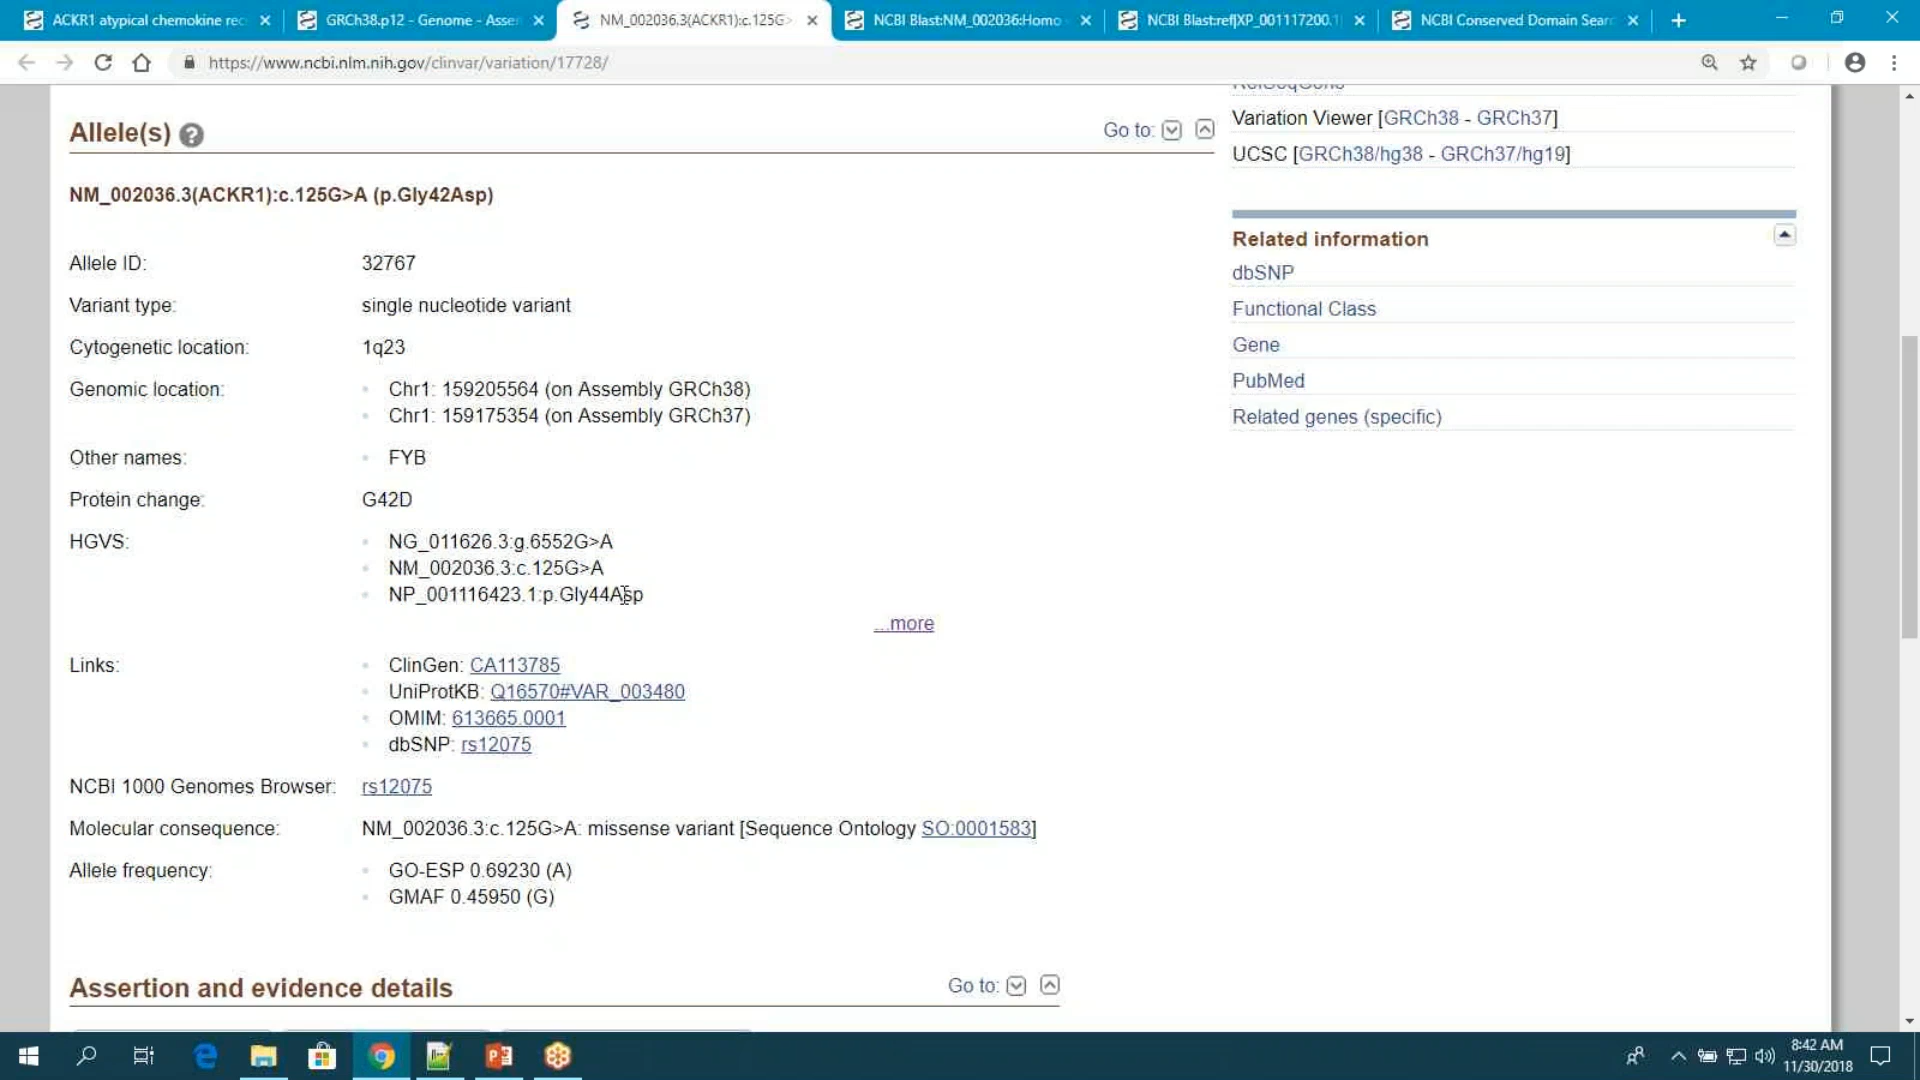 ACKR1 atypical chemokine rec
GRCh38.p12 - Genome - Assem
NM_002036.3(ACKR1):c.125G>
NCBI Blast:NM_002036:Homo
NCBI Blast:ref|XP_001117200.1
NCBI Conserved Domain Sear
https://www.ncbi.nlm.nih.gov/clinvar/variation/17728/
RefSeqGene
Allele(s)
Go to:
Variation Viewer [GRCh38 - GRCh37]
UCSC [GRCh38/hg38 - GRCh37/hg19]
NM_002036.3(ACKR1):c.125G>A (p.Gly42Asp)
Related information
dbSNP
Functional Class
Gene
PubMed
Related genes (specific)
Allele ID: 32767
Variant type: single nucleotide variant
Cytogenetic location: 1q23
Genomic location: Chr1: 159205564 (on Assembly GRCh38)
Chr1: 159175354 (on Assembly GRCh37)
Other names: FYB
Protein change: G42D
HGVS: NG_011626.3:g.6552G>A
NM_002036.3:c.125G>A
NP_001116423.1:p.Gly44Asp
...more
Links: ClinGen: CA113785
UniProtKB: Q16570#VAR_003480
OMIM: 613665.0001
dbSNP: rs12075
NCBI 1000 Genomes Browser: rs12075
Molecular consequence: NM_002036.3:c.125G>A: missense variant [Sequence Ontology SO:0001583]
Allele frequency: GO-ESP 0.69230 (A)
GMAF 0.45950 (G)
Assertion and evidence details
Go to:
8:42 AM
11/30/2018